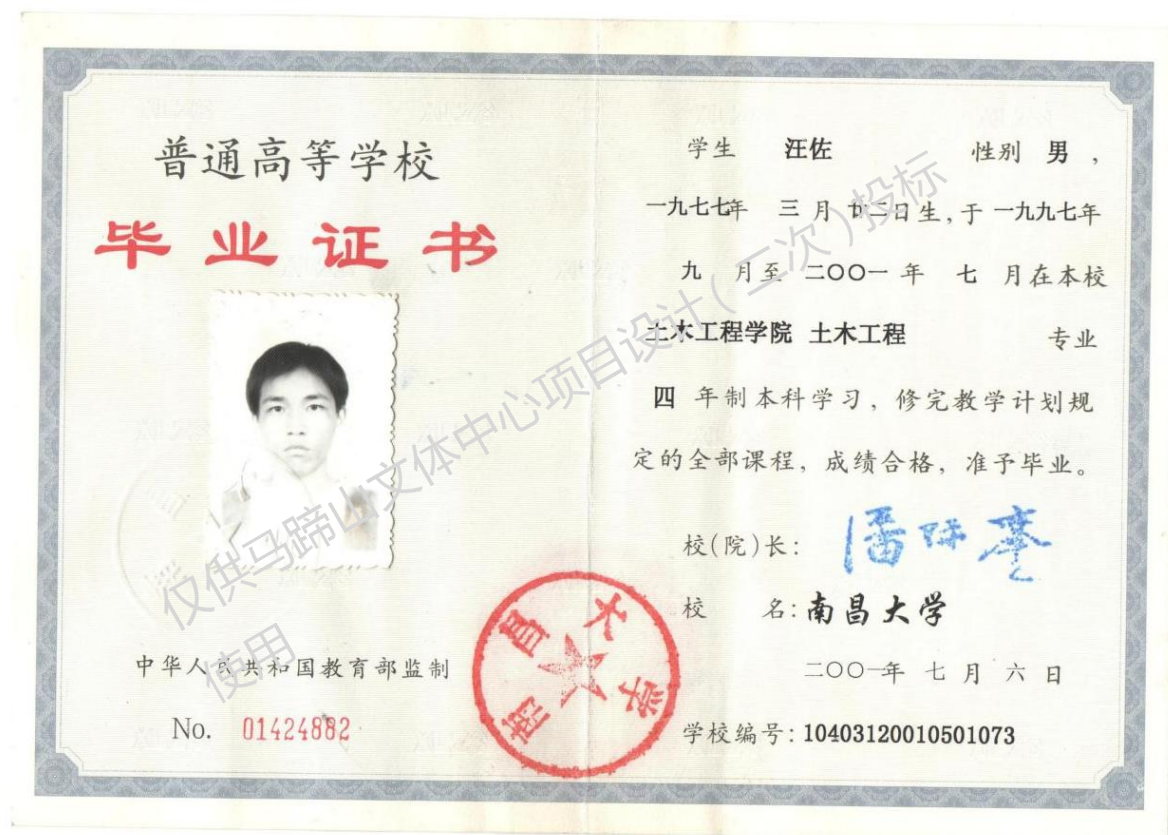 普通高等学校
毕业证书
中华人民共和国教育部监制
No. 01424882
学生 汪佐 性别 男,
一九七七年 三月廿二日生,于一九九七年
九 月至 二〇〇一 年 七 月在本校
土木工程学院 土木工程 专业
四 年制本科学习,修完教学计划规
定的全部课程,成绩合格,准予毕业。
校(院)长:
校 名:南昌大学
二〇〇一年 七 月 六 日
学校编号:10403120010501073
南昌大学
仅供马蹄山文体中心项目设计(二次)投标
使用